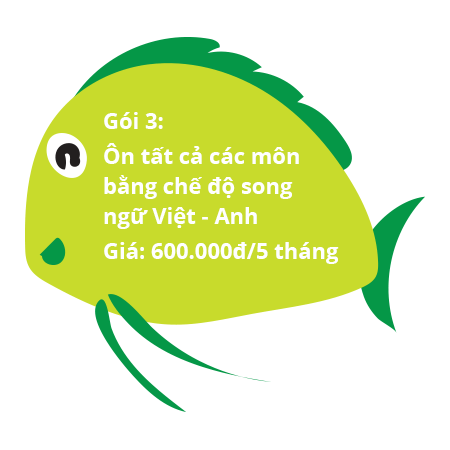 Gói 3:
Ôn tất cả các môn
bằng chế độ song
ngữ Việt - Anh
Giá: 600.000đ/5 tháng